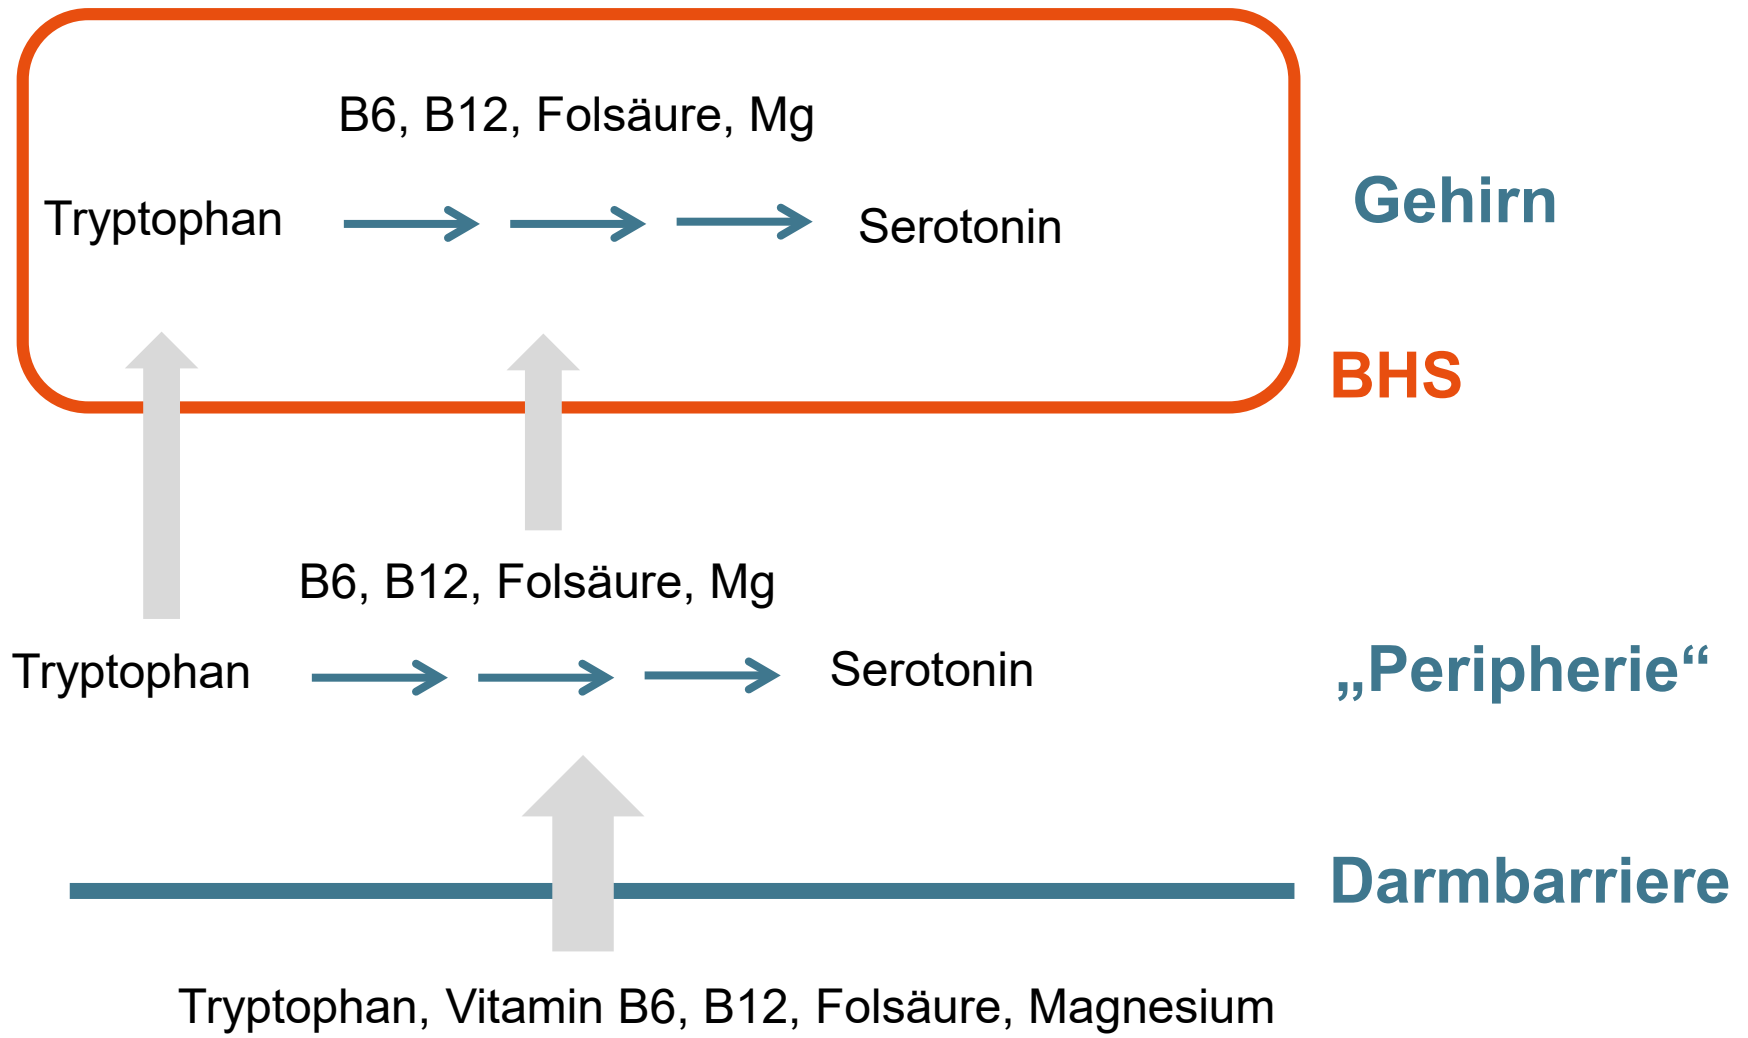 B6, B12, Folsäure, Mg
Tryptophan
Serotonin
Gehirn
BHS
B6, B12, Folsäure, Mg
Tryptophan
Serotonin
„Peripherie“
Darmbarriere
Tryptophan, Vitamin B6, B12, Folsäure, Magnesium